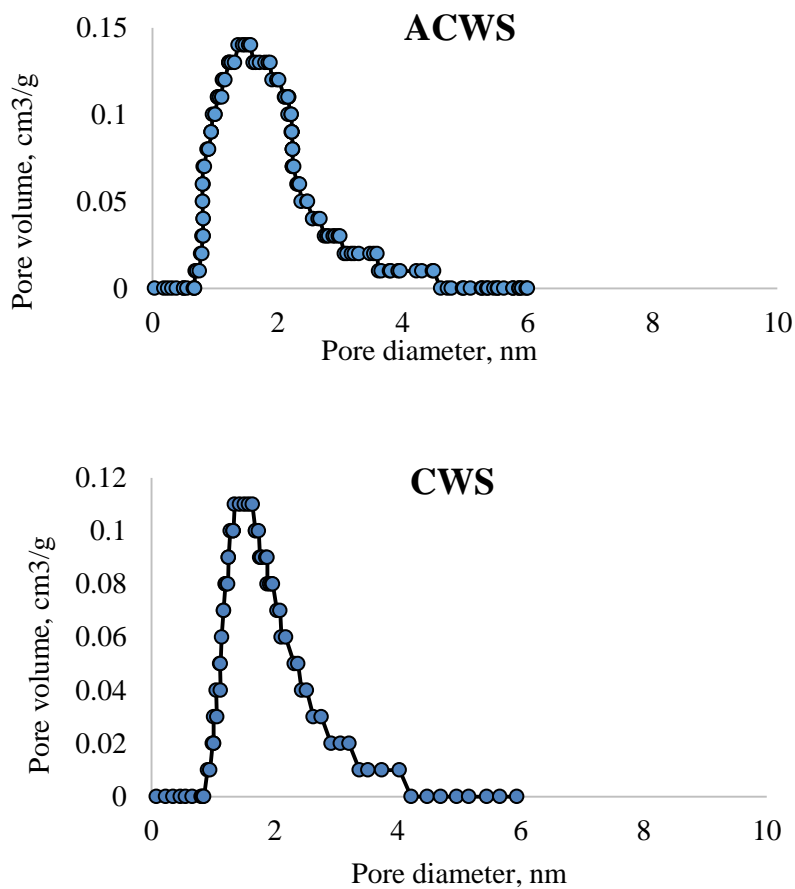 ACWS
0.15
0.1
0.05
0
Pore volume, cm3/g
0 2 4 6 8 10
Pore diameter, nm
CWS
0.12
0.1
0.08
0.06
0.04
0.02
0
Pore volume, cm3/g
0 2 4 6 8 10
Pore diameter, nm